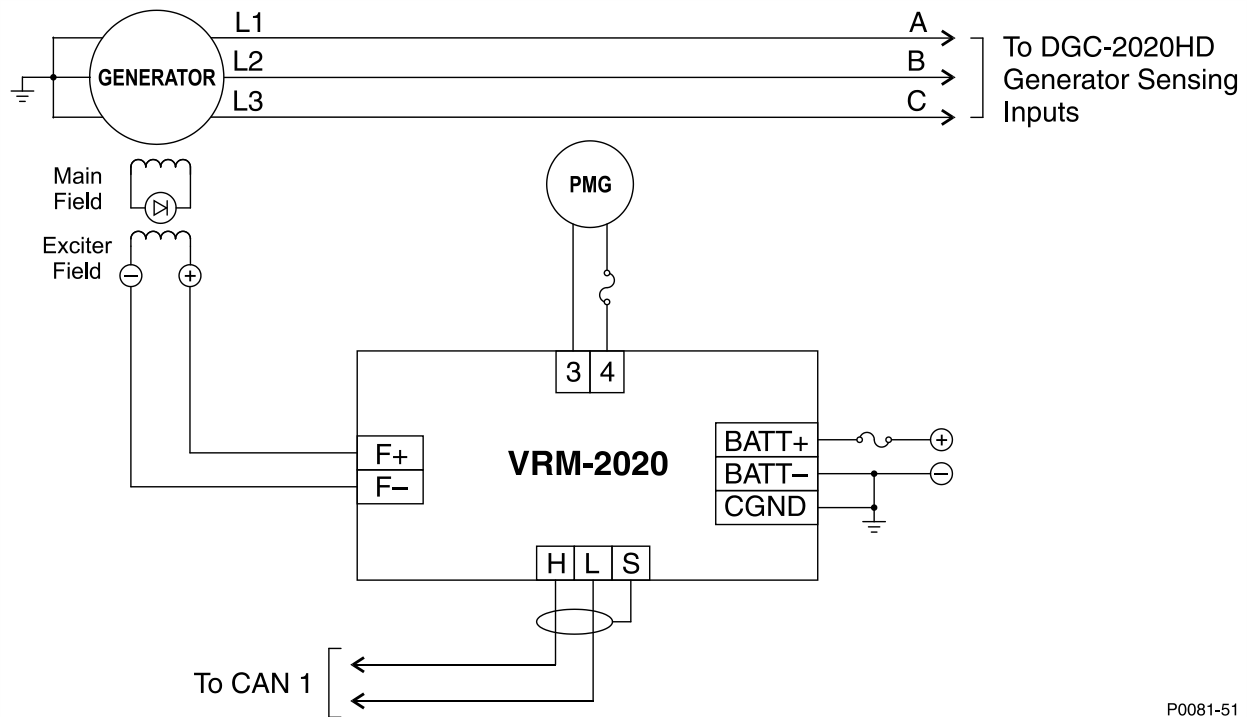 L1
A
L2
B
L3
C
GENERATOR
To DGC-2020HD
Generator Sensing
Inputs
Main
Field
Exciter
Field
PMG
3 4
F+
F–
VRM-2020
BATT+
BATT–
CGND
H L S
To CAN 1
P0081-51